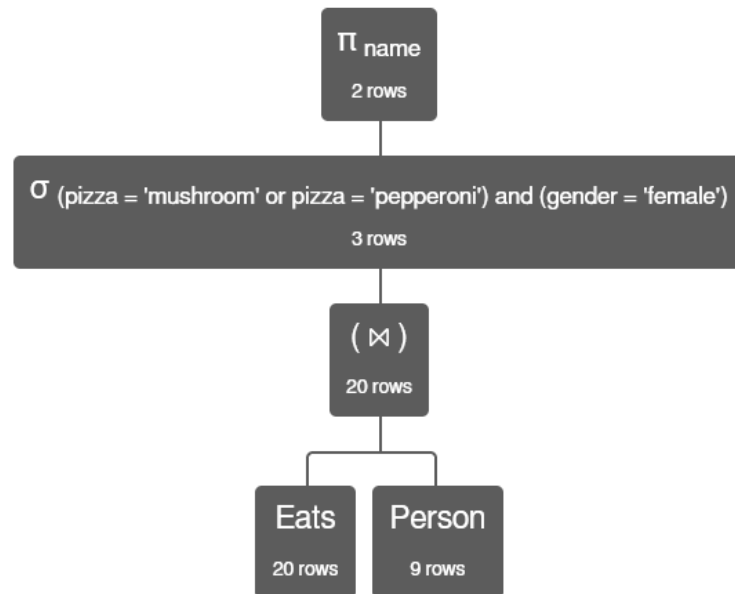 π name
2 rows
σ (pizza = 'mushroom' or pizza = 'pepperoni') and (gender = 'female')
3 rows
( ⋈ )
20 rows
Eats
20 rows
Person
9 rows